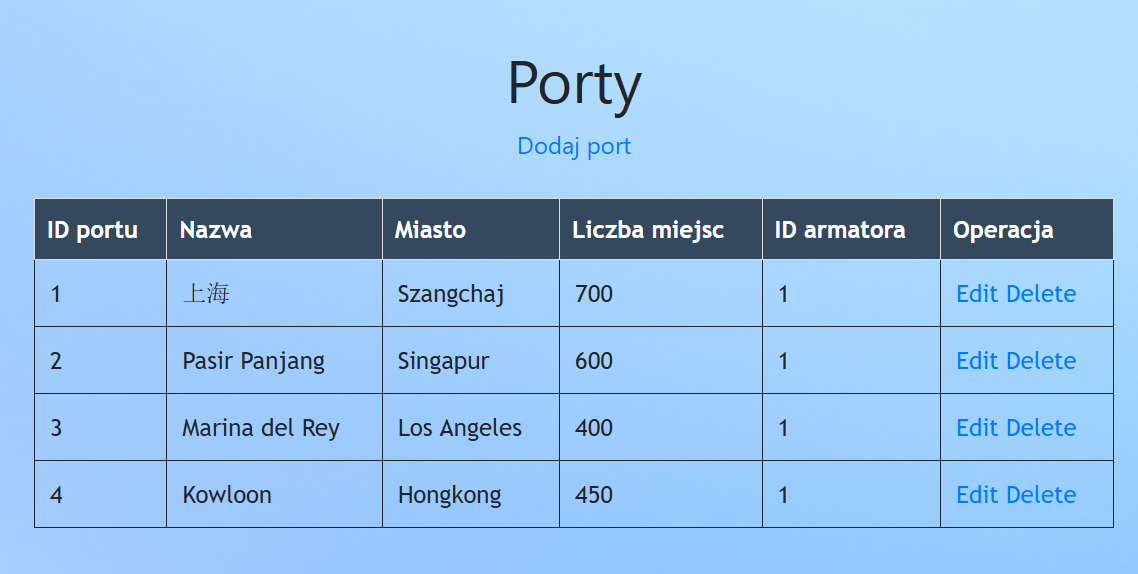 Porty
Dodaj port
ID portu Nazwa Miasto Liczba miejsc ID armatora Operacja
1 上海 Szangchaj 700 1 Edit Delete
2 Pasir Panjang Singapur 600 1 Edit Delete
3 Marina del Rey Los Angeles 400 1 Edit Delete
4 Kowloon Hongkong 450 1 Edit Delete